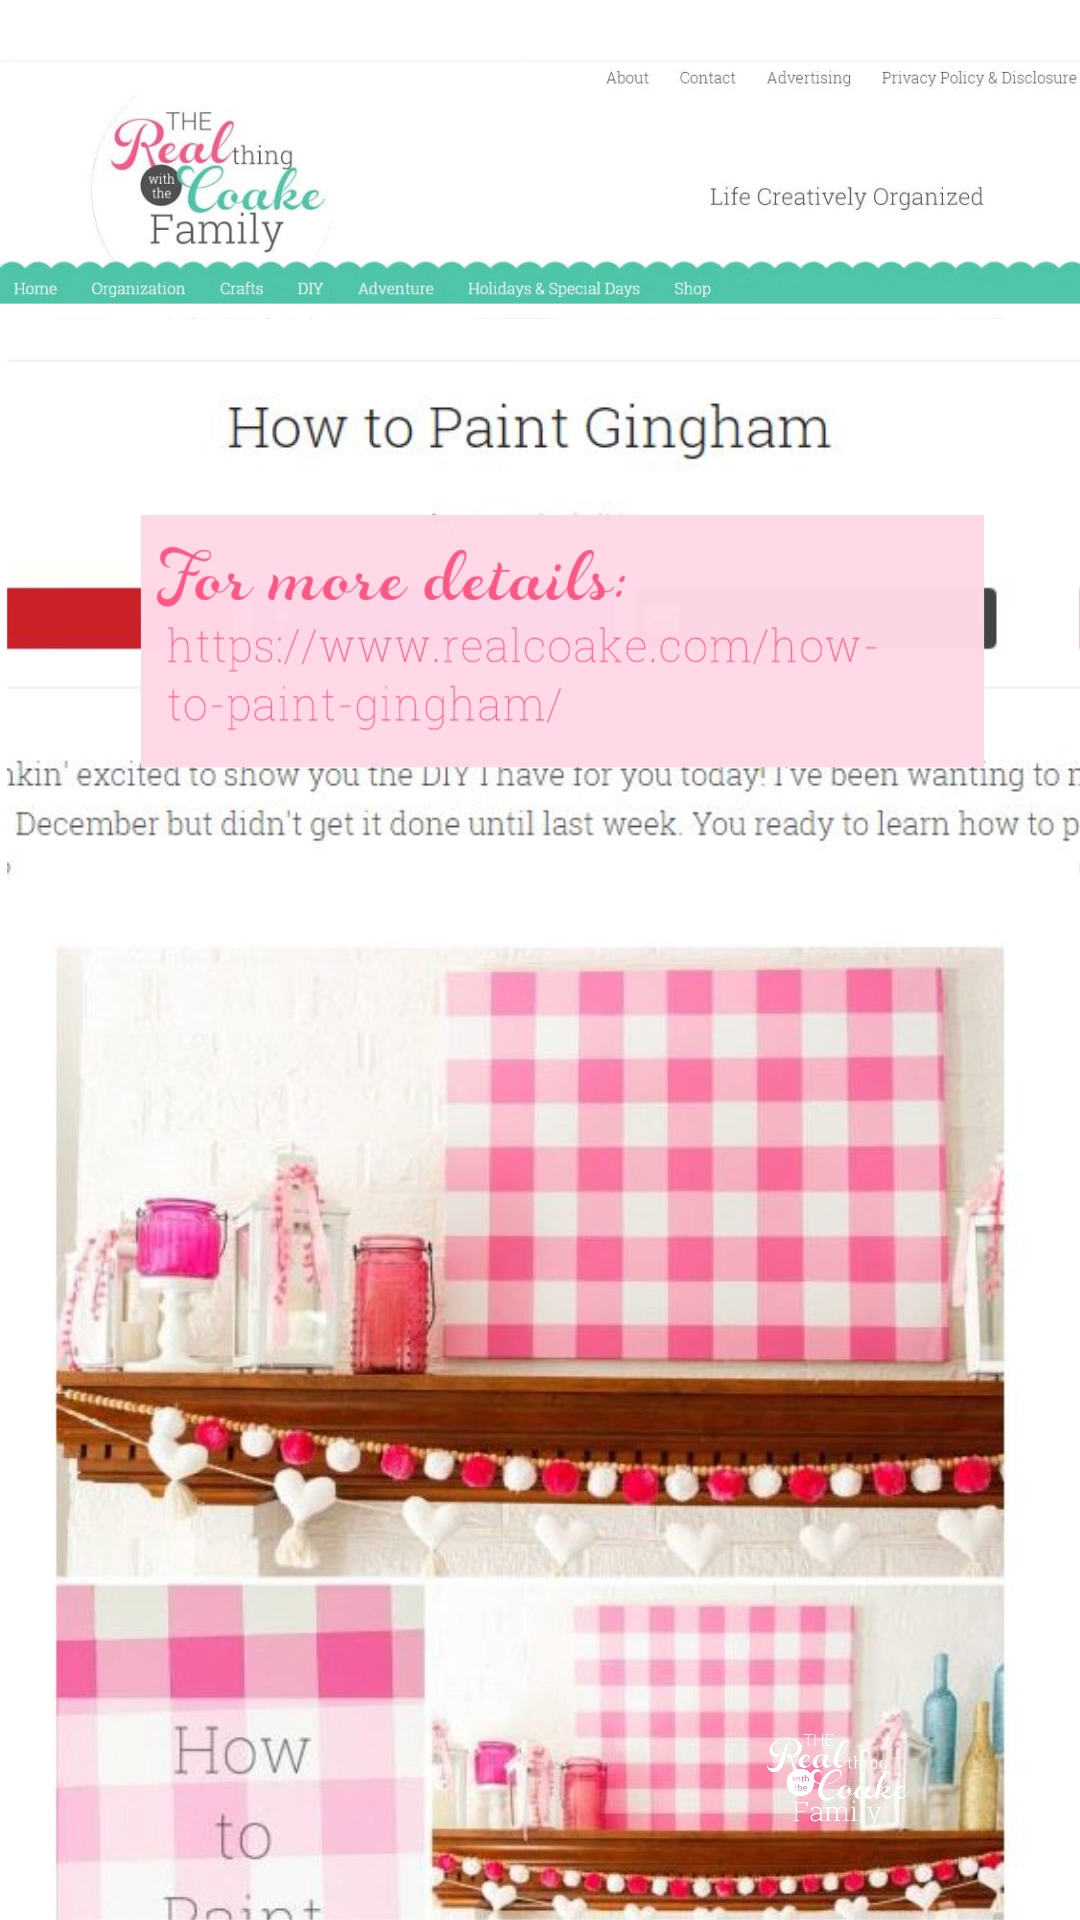 About Contact Advertising Privacy Policy & Disclosure
THE
Real thing
with the Coake
Family
Life Creatively Organized
Home Organization Crafts DIY Adventure Holidays & Special Days Shop
How to Paint Gingham
For more details:
https://www.realcoake.com/how-
to-paint-gingham/
excited to show you the DIY I have for you today! I've been wanting to
December but didn't get it done until last week. You ready to learn how to
How
to
Paint
THE
Real thing
with the Coake
Family